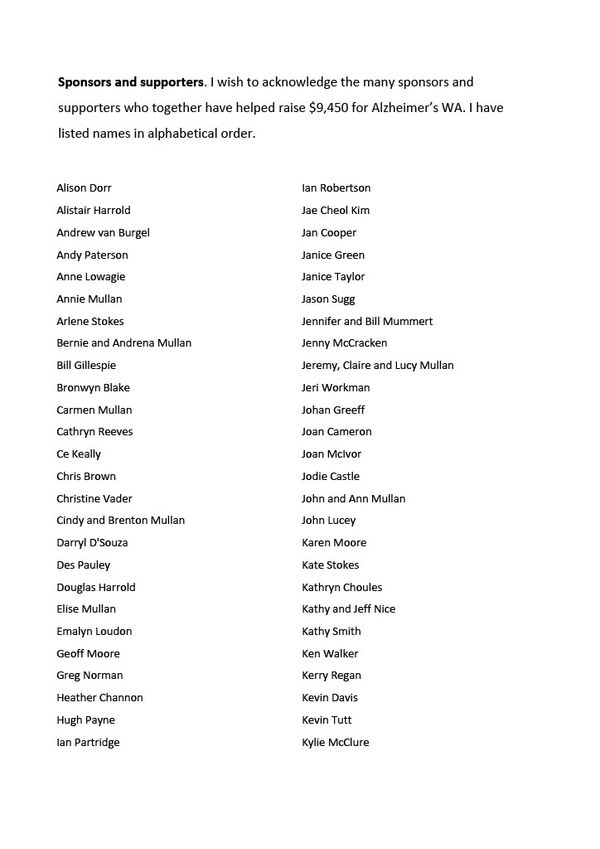 Sponsors and supporters. I wish to acknowledge the many sponsors and
supporters who together have helped raise $9,450 for Alzheimer's WA. I have
listed names in alphabetical order.
Alison Dorr
Alistair Harrold
Andrew van Burgel
Andy Paterson
Anne Lowagie
Annie Mullan
Arlene Stokes
Bernie and Andrena Mullan
Bill Gillespie
Bronwyn Blake
Carmen Mullan
Cathryn Reeves
Ce Keally
Chris Brown
Christine Vader
Cindy and Brenton Mullan
Darryl D'Souza
Des Pauley
Douglas Harrold
Elise Mullan
Emalyn Loudon
Geoff Moore
Greg Norman
Heather Channon
Hugh Payne
Ian Partridge
Ian Robertson
Jae Cheol Kim
Jan Cooper
Janice Green
Janice Taylor
Jason Sugg
Jennifer and Bill Mummert
Jenny McCracken
Jeremy, Claire and Lucy Mullan
Jeri Workman
Johan Greeff
Joan Cameron
Joan McIvor
Jodie Castle
John and Ann Mullan
John Lucey
Karen Moore
Kate Stokes
Kathryn Choules
Kathy and Jeff Nice
Kathy Smith
Ken Walker
Kerry Regan
Kevin Davis
Kevin Tutt
Kylie McClure